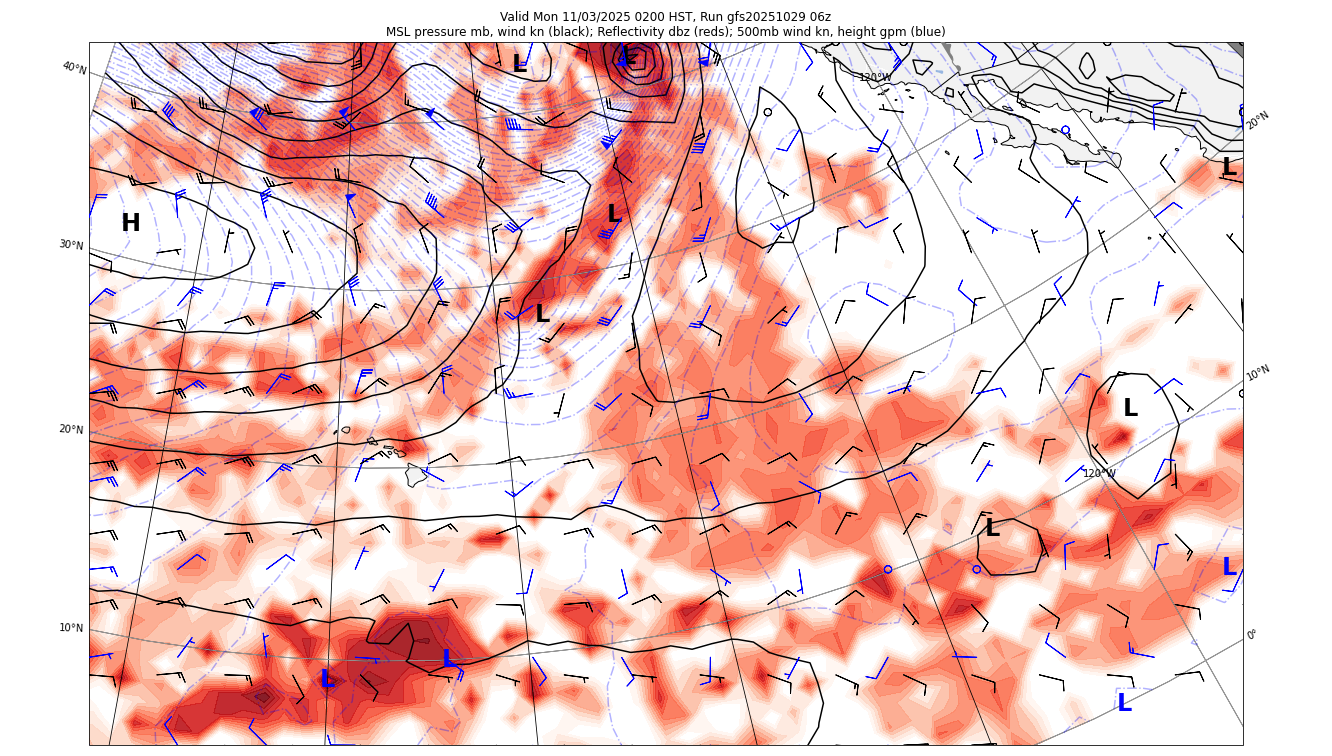 Valid Mon 11/03/2025 0200 HST, Run gfs20251029 06z
MSL pressure mb, wind kn (black); Reflectivity dbz (reds); 500mb wind kn, height gpm (blue)
L
L
40°N
120°W
20°N
L
H
L
30°N
L
10°N
L
20°N
120°W
L
L
10°N
0°
L
L
L